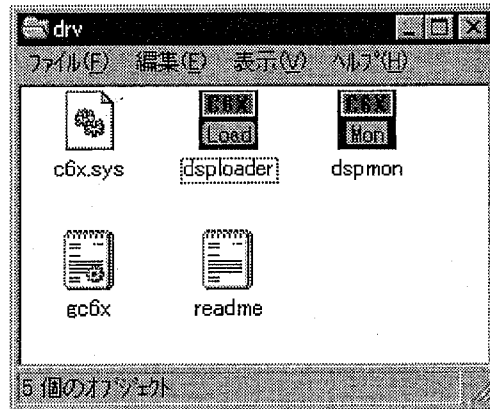 drv
ファイル(F) 編集(E) 表示(V) ヘルプ(H)
C6X
Load
C6X
Mon
c6x.sys dsploader dspmon
gc6x readme
5 個のオブジェクト